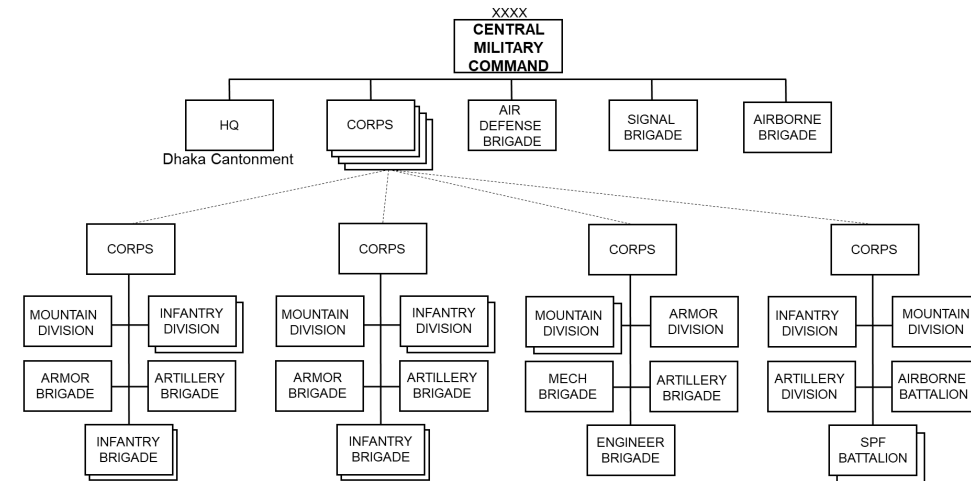 XXXX
CENTRAL
MILITARY
COMMAND
HQ
Dhaka Cantonment
CORPS
AIR
DEFENSE
BRIGADE
SIGNAL
BRIGADE
AIRBORNE
BRIGADE
CORPS
MOUNTAIN
DIVISION
INFANTRY
DIVISION
ARMOR
BRIGADE
ARTILLERY
BRIGADE
INFANTRY
BRIGADE
CORPS
MOUNTAIN
DIVISION
INFANTRY
DIVISION
ARMOR
BRIGADE
ARTILLERY
BRIGADE
INFANTRY
BRIGADE
CORPS
MOUNTAIN
DIVISION
ARMOR
DIVISION
MECH
BRIGADE
ARTILLERY
BRIGADE
ENGINEER
BRIGADE
CORPS
INFANTRY
DIVISION
MOUNTAIN
DIVISION
ARTILLERY
DIVISION
AIRBORNE
BATTALION
SPF
BATTALION